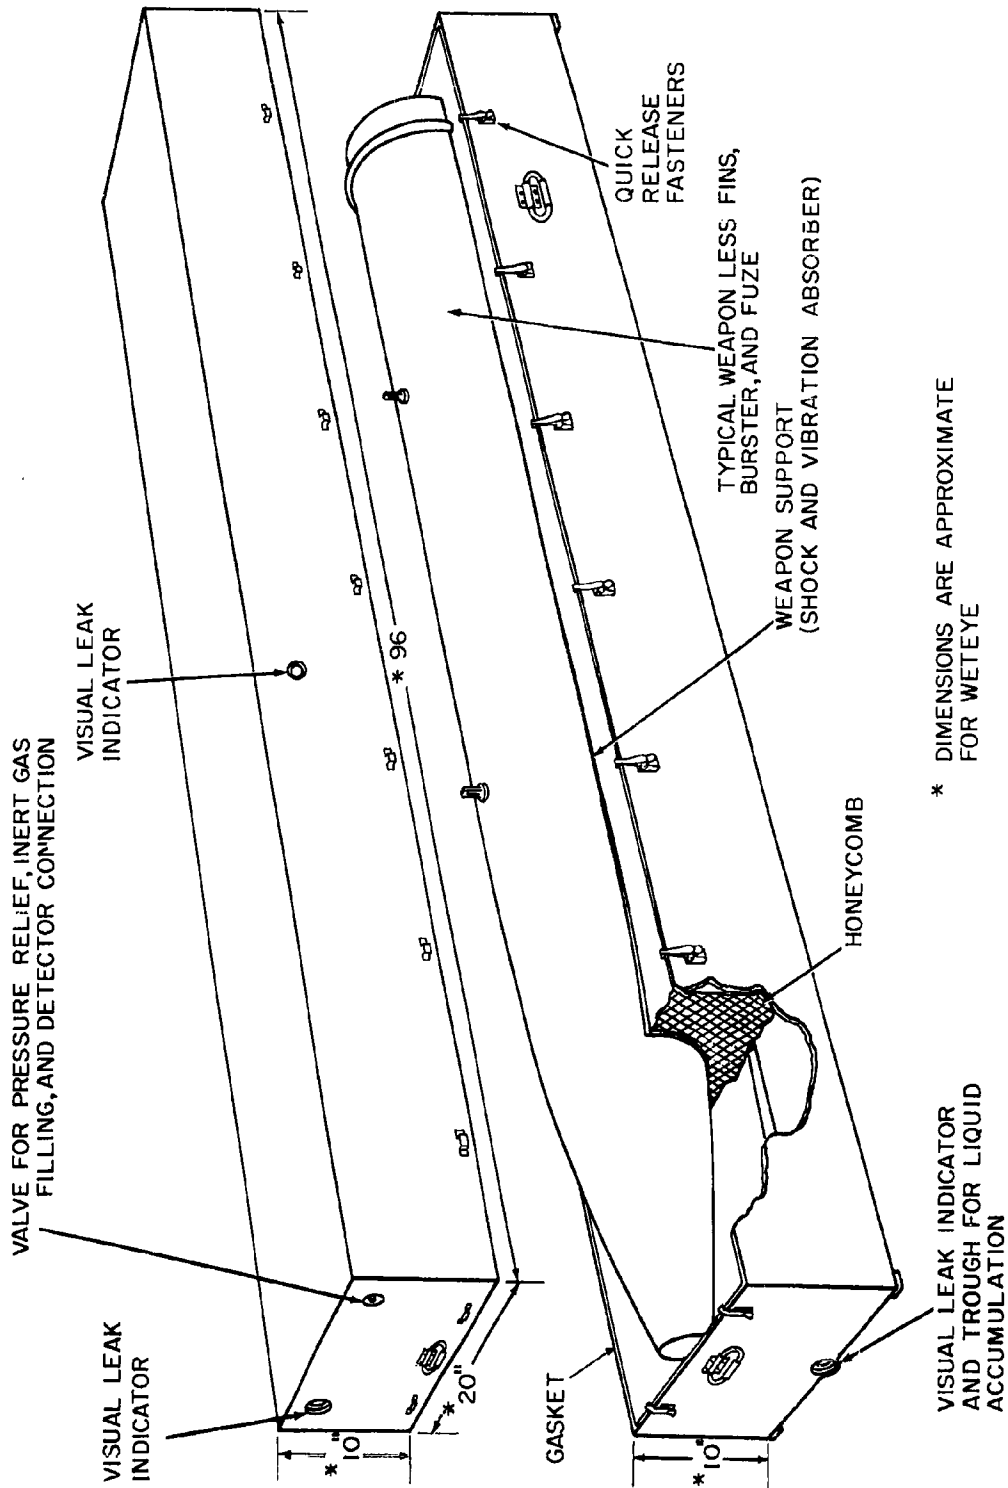 VALVE FOR PRESSURE RELIEF, INERT GAS
FILLING, AND DETECTOR CONNECTION
VISUAL LEAK
INDICATOR
VISUAL LEAK
INDICATOR
* 96
* 20"
* 10"
GASKET
* 10"
QUICK
RELEASE
FASTENERS
TYPICAL WEAPON LESS FINS,
BURSTER, AND FUZE
WEAPON SUPPORT
(SHOCK AND VIBRATION ABSORBER)
HONEYCOMB
VISUAL LEAK INDICATOR
AND TROUGH FOR LIQUID
ACCUMULATION
* DIMENSIONS ARE APPROXIMATE
FOR WETEYE